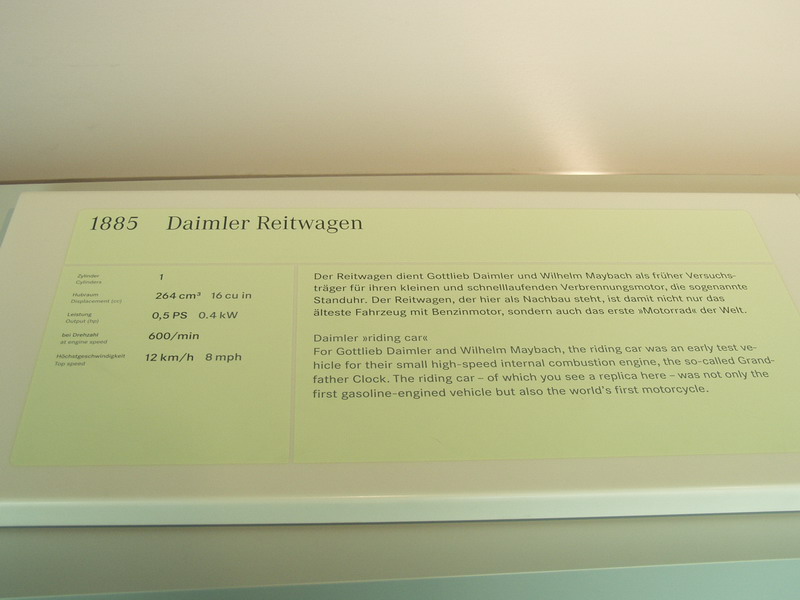 1885 Daimler Reitwagen
Zylinder 1
Cylinders
Hubraum 264 cm³ 16 cu in
Displacement (cc)
Leistung 0,5 PS 0.4 kW
Output (hp)
bei Drehzahl 600/min
at engine speed
Höchstgeschwindigkeit 12 km/h 8 mph
Top speed
Der Reitwagen dient Gottlieb Daimler und Wilhelm Maybach als früher Versuchs-
träger für ihren kleinen und schnelllaufenden Verbrennungsmotor, die sogenannte
Standuhr. Der Reitwagen, der hier als Nachbau steht, ist damit nicht nur das
älteste Fahrzeug mit Benzinmotor, sondern auch das erste »Motorrad« der Welt.
Daimler »riding car«
For Gottlieb Daimler and Wilhelm Maybach, the riding car was an early test ve-
hicle for their small high-speed internal combustion engine, the so-called Grand-
father Clock. The riding car – of which you see a replica here – was not only the
first gasoline-engined vehicle but also the world's first motorcycle.